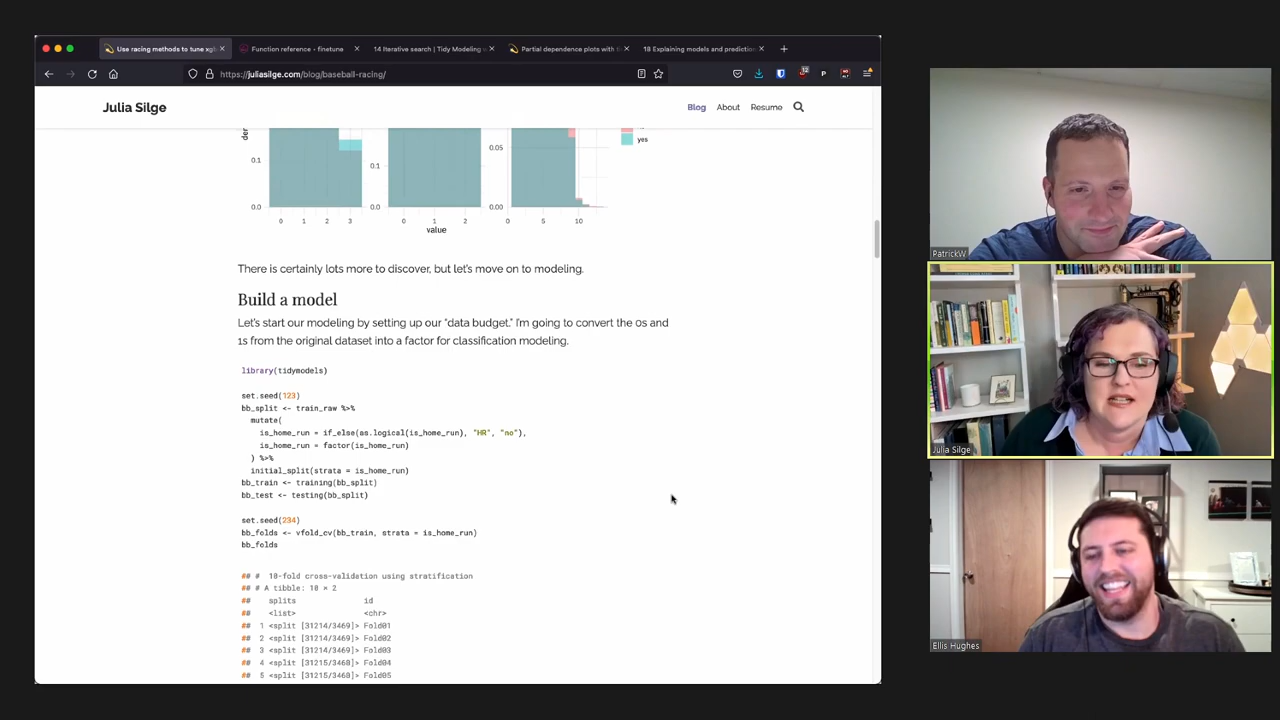 Use racing methods to tune xgb
Function reference - finetune
14 Iterative search | Tidy Modeling
Partial dependence plots with
18 Explaining models and prediction
https://juliasilge.com/blog/baseball-racing/
12
P
Julia Silge
Blog
About
Resume
der
0.1
0.0
0 1 2 3
0.1
0.0
0 1 2
0.05
0.00
0 5 10
yes
value
There is certainly lots more to discover, but let's move on to modeling.
Build a model
Let's start our modeling by setting up our “data budget.” I'm going to convert the 0s and
1s from the original dataset into a factor for classification modeling.
library(tidymodels)
set.seed(123)
bb_split <- train_raw %>%
mutate(
is_home_run = if_else(as.logical(is_home_run), "HR", "no"),
is_home_run = factor(is_home_run)
) %>%
initial_split(strata = is_home_run)
bb_train <- training(bb_split)
bb_test <- testing(bb_split)
set.seed(234)
bb_folds <- vfold_cv(bb_train, strata = is_home_run)
bb_folds
## #  10-fold cross-validation using stratification
## # A tibble: 10 × 2
##    splits               id
##    <list>               <chr>
##  1 <split [31214/3469]> Fold01
##  2 <split [31214/3469]> Fold02
##  3 <split [31214/3469]> Fold03
##  4 <split [31215/3468]> Fold04
##  5 <split [31215/3468]> Fold05
PatrickW
Julia Silge
Ellis Hughes